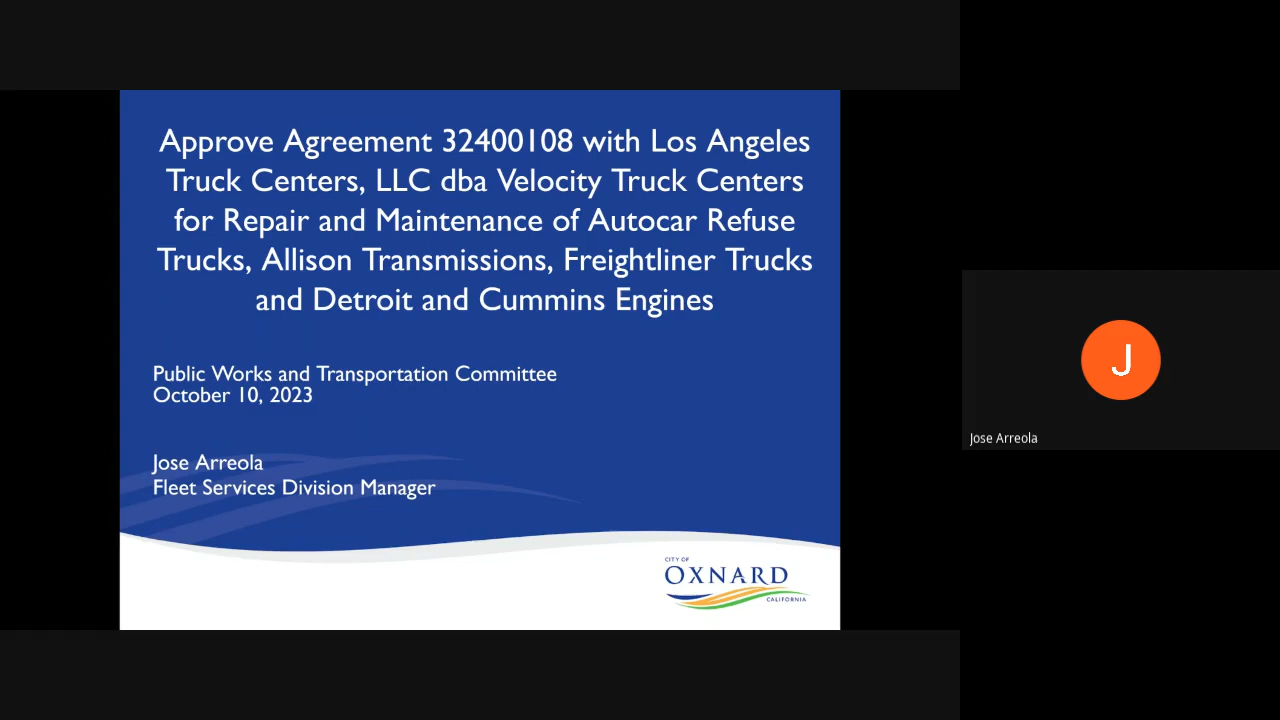 Approve Agreement 32400108 with Los Angeles
Truck Centers, LLC dba Velocity Truck Centers
for Repair and Maintenance of Autocar Refuse
Trucks, Allison Transmissions, Freightliner Trucks
and Detroit and Cummins Engines
Public Works and Transportation Committee
October 10, 2023
Jose Arreola
Fleet Services Division Manager
CITY OF
OXNARD
CALIFORNIA
J
Jose Arreola